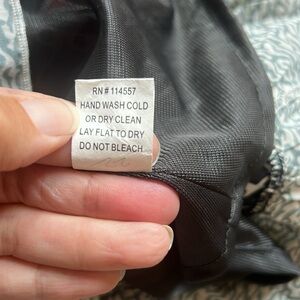 RN # 114557
HAND WASH COLD
OR DRY CLEAN
LAY FLAT TO DRY
DO NOT BLEACH